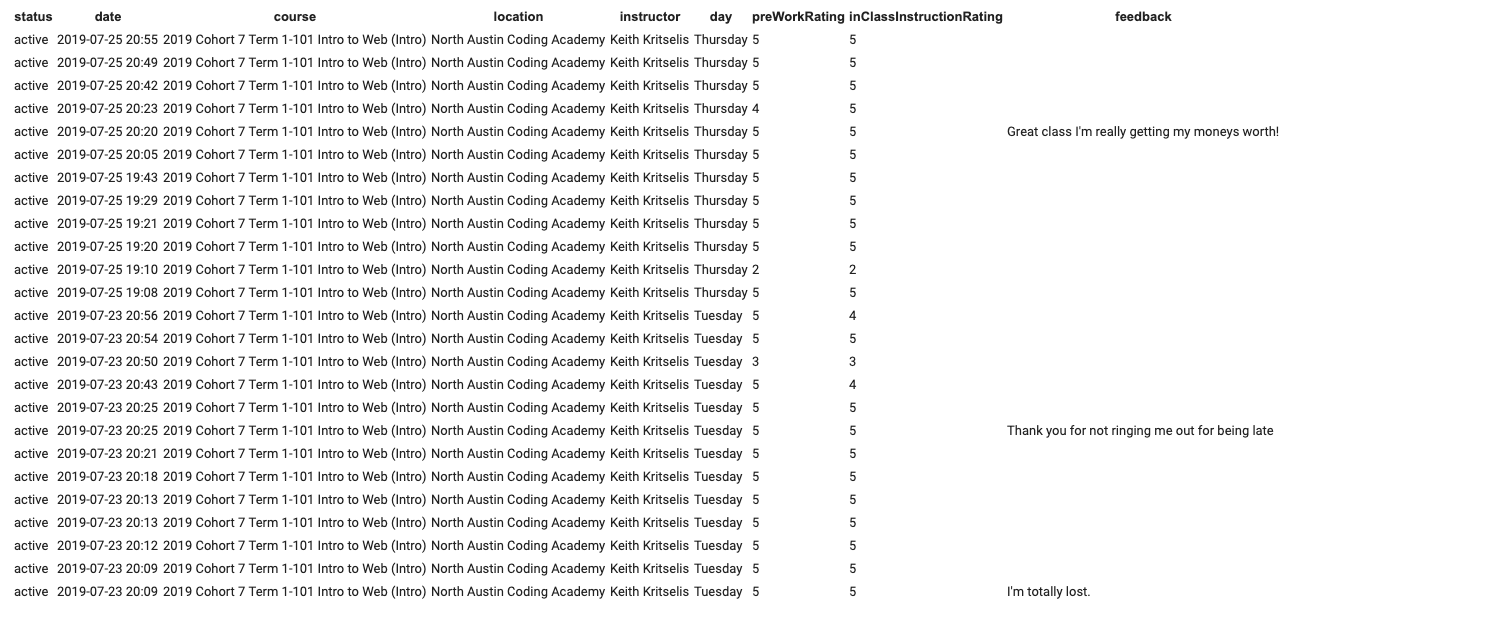 status date course location instructor day preWorkRating inClassInstructionRating feedback
active 2019-07-25 20:55 2019 Cohort 7 Term 1-101 Intro to Web (Intro) North Austin Coding Academy Keith Kritselis Thursday 5 5
active 2019-07-25 20:49 2019 Cohort 7 Term 1-101 Intro to Web (Intro) North Austin Coding Academy Keith Kritselis Thursday 5 5
active 2019-07-25 20:42 2019 Cohort 7 Term 1-101 Intro to Web (Intro) North Austin Coding Academy Keith Kritselis Thursday 5 5
active 2019-07-25 20:23 2019 Cohort 7 Term 1-101 Intro to Web (Intro) North Austin Coding Academy Keith Kritselis Thursday 4 5
active 2019-07-25 20:20 2019 Cohort 7 Term 1-101 Intro to Web (Intro) North Austin Coding Academy Keith Kritselis Thursday 5 5 Great class I'm really getting my moneys worth!
active 2019-07-25 20:05 2019 Cohort 7 Term 1-101 Intro to Web (Intro) North Austin Coding Academy Keith Kritselis Thursday 5 5
active 2019-07-25 19:43 2019 Cohort 7 Term 1-101 Intro to Web (Intro) North Austin Coding Academy Keith Kritselis Thursday 5 5
active 2019-07-25 19:29 2019 Cohort 7 Term 1-101 Intro to Web (Intro) North Austin Coding Academy Keith Kritselis Thursday 5 5
active 2019-07-25 19:21 2019 Cohort 7 Term 1-101 Intro to Web (Intro) North Austin Coding Academy Keith Kritselis Thursday 5 5
active 2019-07-25 19:20 2019 Cohort 7 Term 1-101 Intro to Web (Intro) North Austin Coding Academy Keith Kritselis Thursday 5 5
active 2019-07-25 19:10 2019 Cohort 7 Term 1-101 Intro to Web (Intro) North Austin Coding Academy Keith Kritselis Thursday 2 2
active 2019-07-25 19:08 2019 Cohort 7 Term 1-101 Intro to Web (Intro) North Austin Coding Academy Keith Kritselis Thursday 5 5
active 2019-07-23 20:56 2019 Cohort 7 Term 1-101 Intro to Web (Intro) North Austin Coding Academy Keith Kritselis Tuesday 5 4
active 2019-07-23 20:54 2019 Cohort 7 Term 1-101 Intro to Web (Intro) North Austin Coding Academy Keith Kritselis Tuesday 5 5
active 2019-07-23 20:50 2019 Cohort 7 Term 1-101 Intro to Web (Intro) North Austin Coding Academy Keith Kritselis Tuesday 3 3
active 2019-07-23 20:43 2019 Cohort 7 Term 1-101 Intro to Web (Intro) North Austin Coding Academy Keith Kritselis Tuesday 5 4
active 2019-07-23 20:25 2019 Cohort 7 Term 1-101 Intro to Web (Intro) North Austin Coding Academy Keith Kritselis Tuesday 5 5
active 2019-07-23 20:25 2019 Cohort 7 Term 1-101 Intro to Web (Intro) North Austin Coding Academy Keith Kritselis Tuesday 5 5 Thank you for not ringing me out for being late
active 2019-07-23 20:21 2019 Cohort 7 Term 1-101 Intro to Web (Intro) North Austin Coding Academy Keith Kritselis Tuesday 5 5
active 2019-07-23 20:18 2019 Cohort 7 Term 1-101 Intro to Web (Intro) North Austin Coding Academy Keith Kritselis Tuesday 5 5
active 2019-07-23 20:13 2019 Cohort 7 Term 1-101 Intro to Web (Intro) North Austin Coding Academy Keith Kritselis Tuesday 5 5
active 2019-07-23 20:13 2019 Cohort 7 Term 1-101 Intro to Web (Intro) North Austin Coding Academy Keith Kritselis Tuesday 5 5
active 2019-07-23 20:12 2019 Cohort 7 Term 1-101 Intro to Web (Intro) North Austin Coding Academy Keith Kritselis Tuesday 5 5
active 2019-07-23 20:09 2019 Cohort 7 Term 1-101 Intro to Web (Intro) North Austin Coding Academy Keith Kritselis Tuesday 5 5
active 2019-07-23 20:09 2019 Cohort 7 Term 1-101 Intro to Web (Intro) North Austin Coding Academy Keith Kritselis Tuesday 5 5 I'm totally lost.